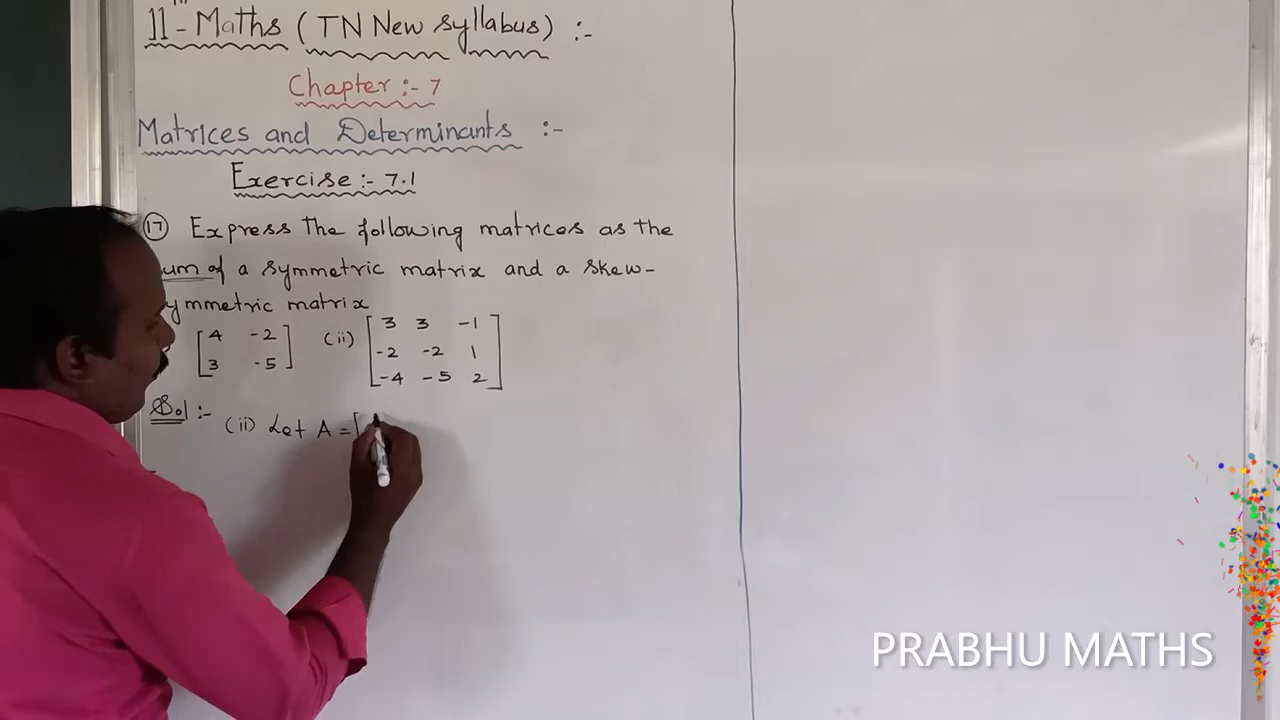 11th - Maths ( TN New syllabus) :-
Chapter :- 7
Matrices and Determinants :-
Exercise :- 7.1
17 Express the following matrices as the
of a symmetric matrix and a skew-
matrix
4 -2 (ii) 3 3 -1
3 -5 -2 -2 1
-4 -5 2
Sol :-
(ii) Let A = [
PRABHU MATHS